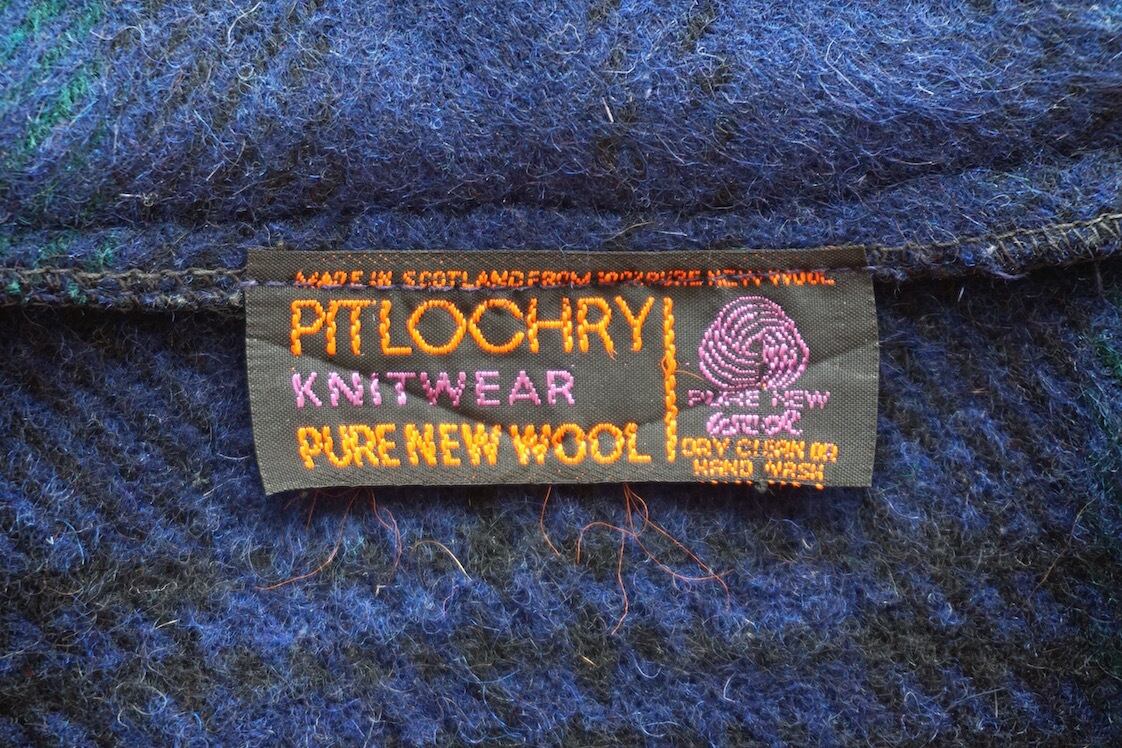 MADE IN SCOTLAND FROM 100% PURE NEW WOOL
PITLOCHRY
KNITWEAR
PURE NEW WOOL
PURE NEW
WOOL
DRY CLEAN OR
HAND WASH